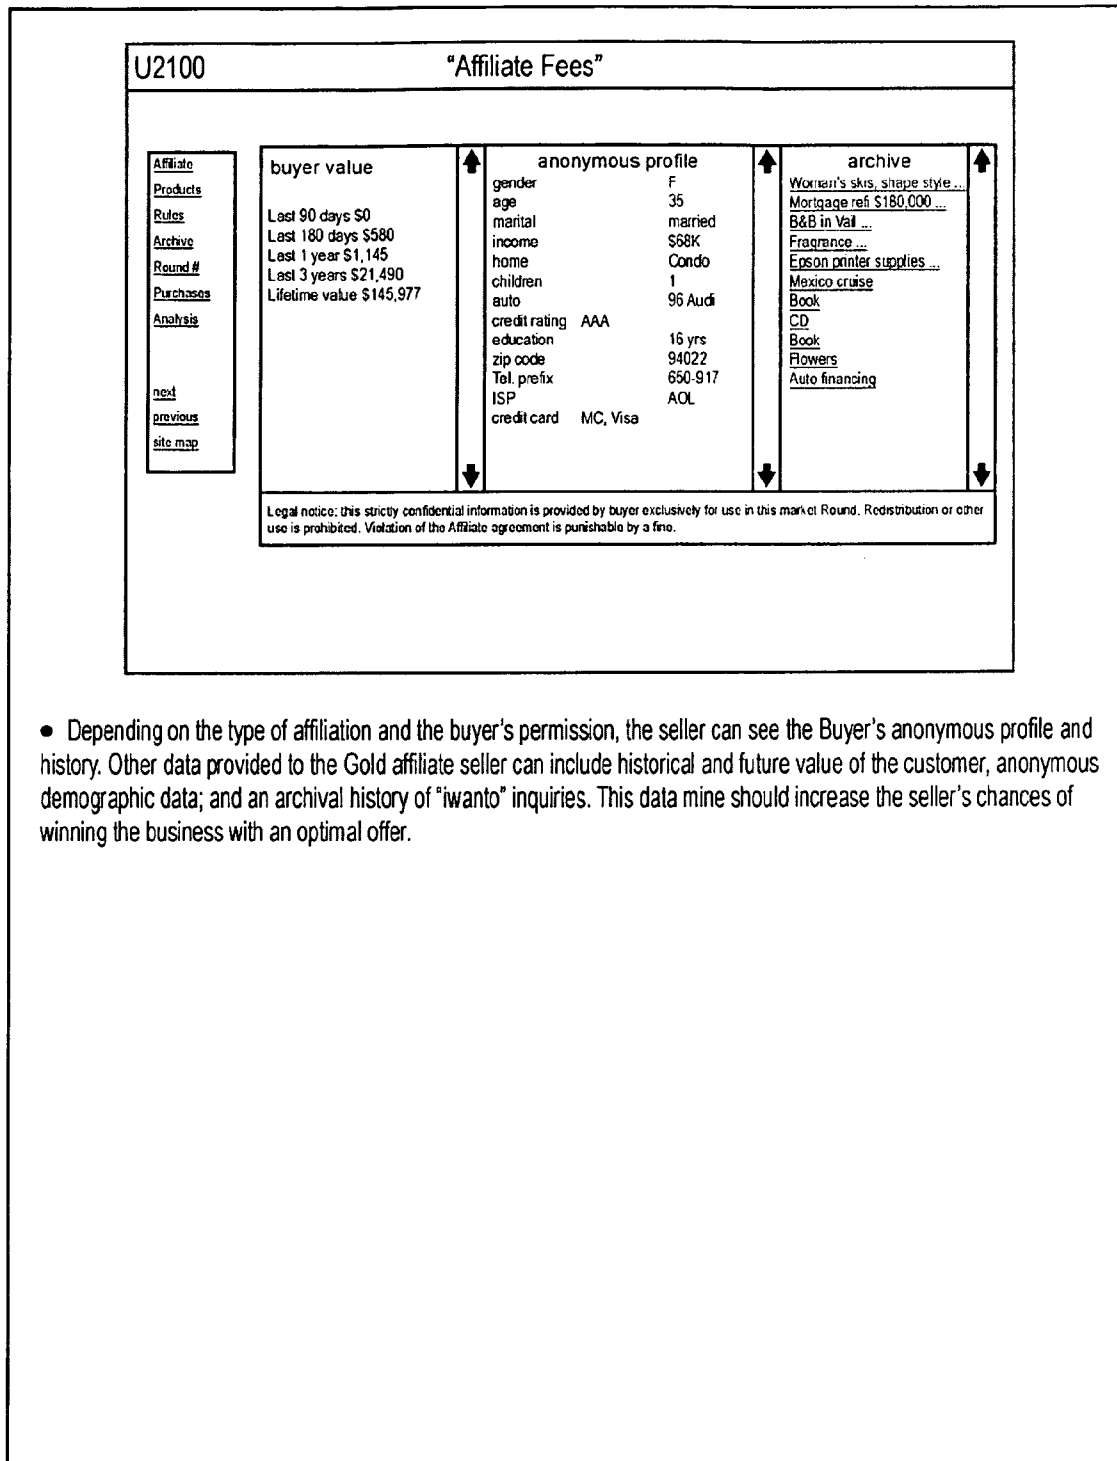 U2100 "Affiliate Fees"
Affiliate
Products
Rules
Archive
Round #
Purchases
Analysis
next
previous
site map
buyer value
Last 90 days $0
Last 180 days $580
Last 1 year $1,145
Last 3 years $21,490
Lifetime value $145,977
anonymous profile
gender F
age 35
marital married
income $68K
home Condo
children 1
auto 96 Audi
credit rating AAA
education 16 yrs
zip code 94022
Tel. prefix 650-917
ISP AOL
credit card MC, Visa
archive
Woman's skis, shape style ...
Mortgage refi $180,000 ...
B&B in Vail ...
Fragrance ...
Epson printer supplies ...
Mexico cruise
Book
CD
Book
Flowers
Auto financing
Legal notice: this strictly confidential information is provided by buyer exclusively for use in this market Round. Redistribution or other
use is prohibited. Violation of the Affiliate agreement is punishable by a fine.
• Depending on the type of affiliation and the buyer's permission, the seller can see the Buyer's anonymous profile and
history. Other data provided to the Gold affiliate seller can include historical and future value of the customer, anonymous
demographic data; and an archival history of "iwanto" inquiries. This data mine should increase the seller's chances of
winning the business with an optimal offer.